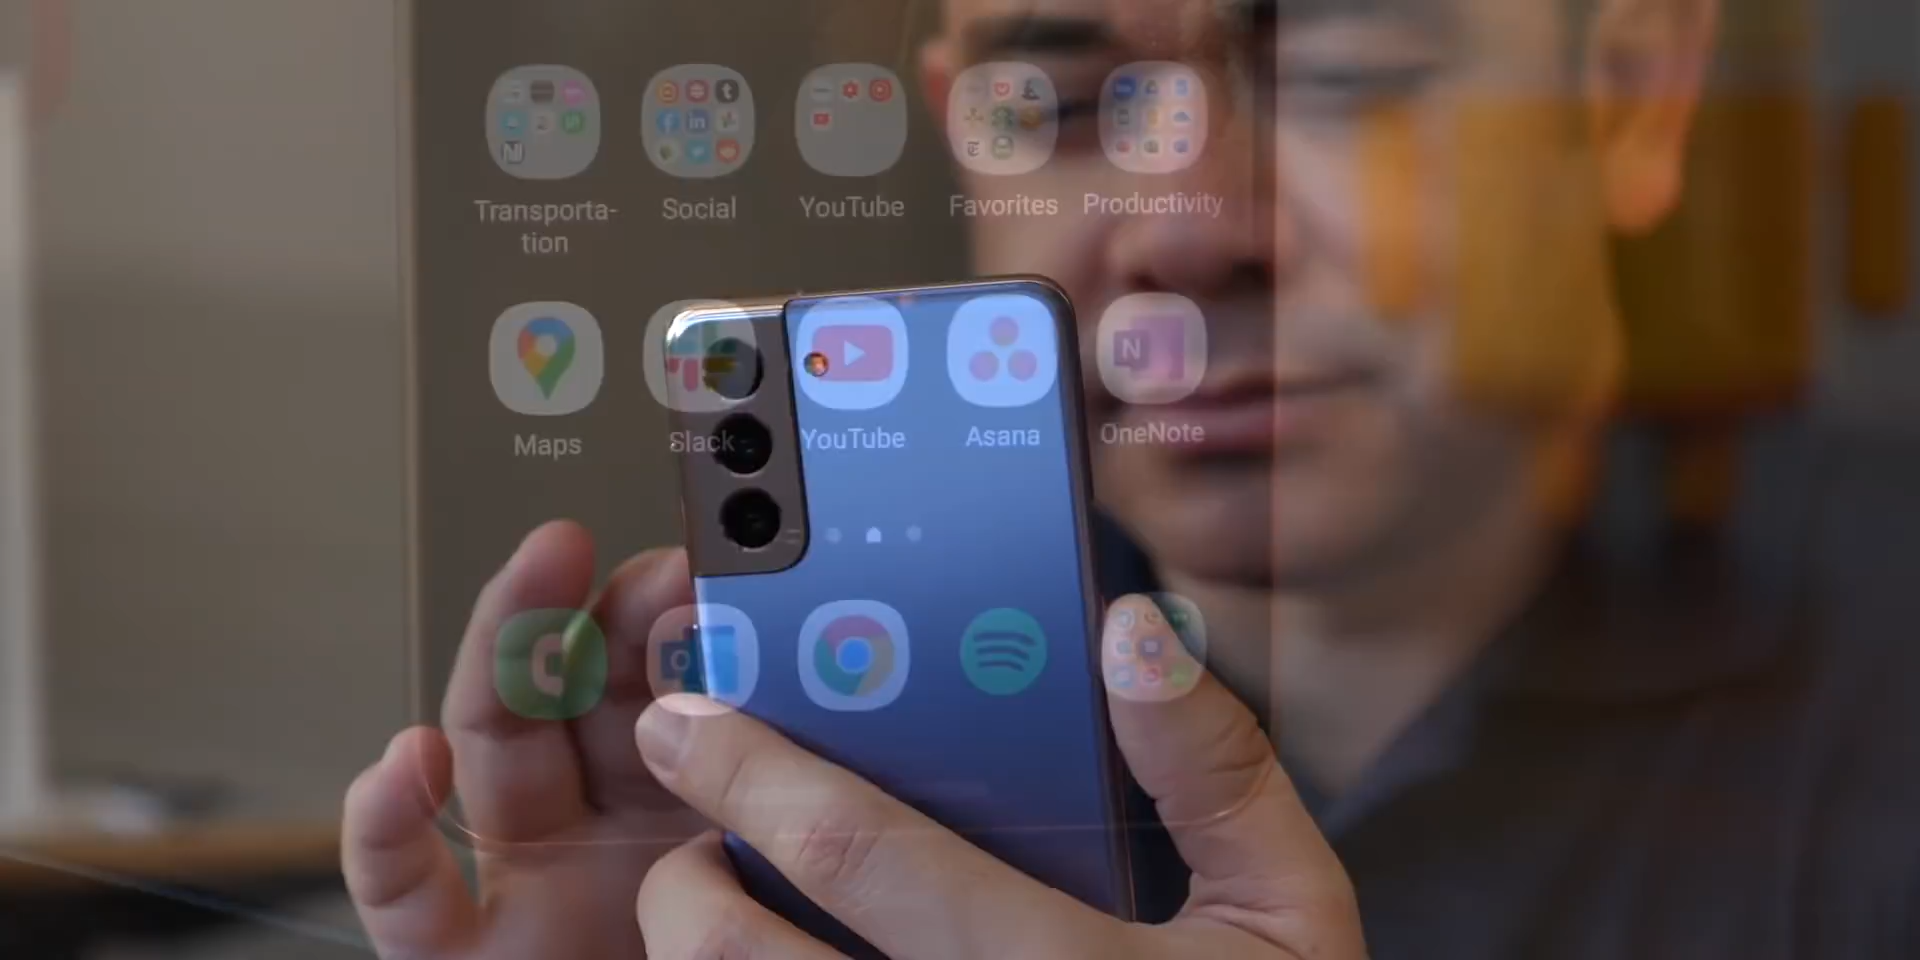 Transporta-
tion
Social
YouTube
Favorites
Productivity
Maps
Slack
YouTube
Asana
OneNote